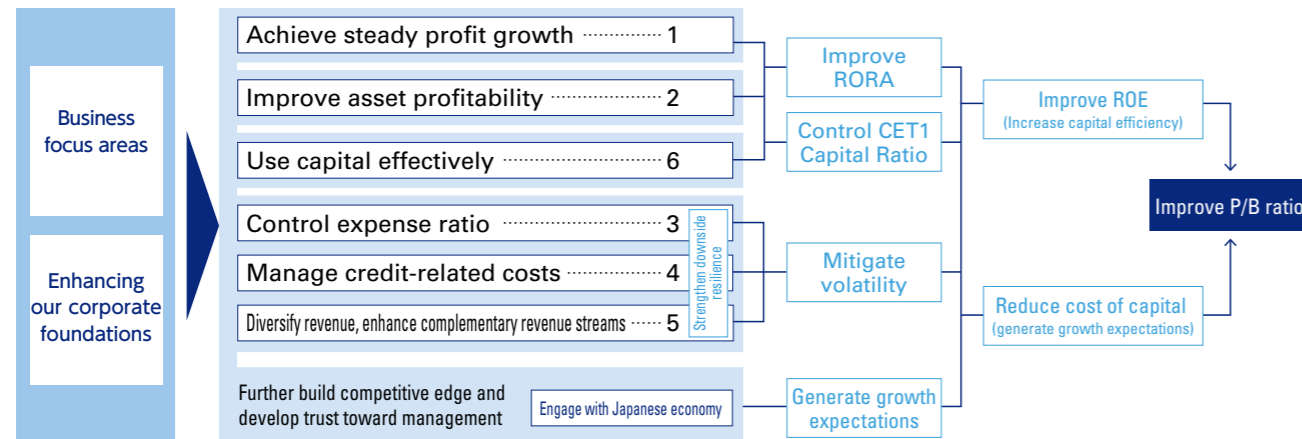 Business
focus areas
Enhancing
our corporate
foundations
Achieve steady profit growth ··············· 1
Improve asset profitability ······················ 2
Use capital effectively ···························· 6
Control expense ratio ···························· 3
Manage credit-related costs ················ 4
Diversify revenue, enhance complementary revenue streams ······ 5
Strengthen downside
resilience
Further build competitive edge and
develop trust toward management
Engage with Japanese economy
Improve
RORA
Control CET1
Capital Ratio
Mitigate
volatility
Generate growth
expectations
Improve ROE
(Increase capital efficiency)
Reduce cost of capital
(generate growth expectations)
Improve P/B ratio